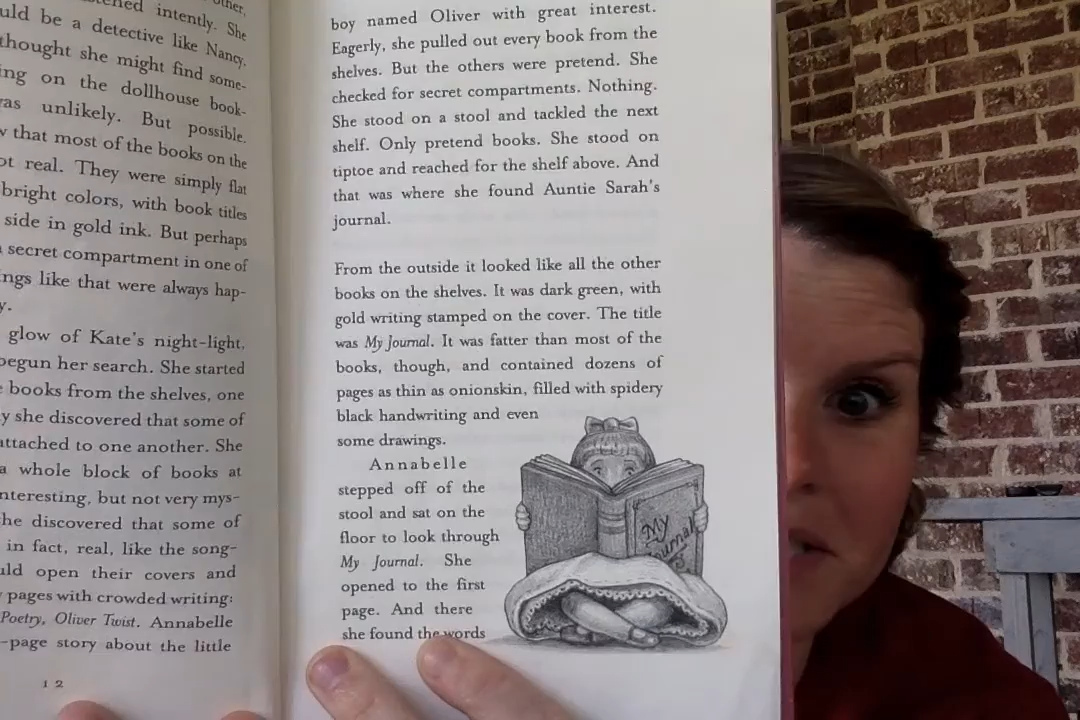 other,
intently. She
uld be a detective like Nancy,
thought she might find some-
ing on the dollhouse book-
as unlikely. But possible.
w that most of the books on the
ot real. They were simply flat
bright colors, with book titles
side in gold ink. But perhaps
secret compartment in one of
ings like that were always hap-
y.
glow of Kate's night-light,
begun her search. She started
books from the shelves, one
y she discovered that some of
attached to one another. She
a whole block of books at
nteresting, but not very mys-
he discovered that some of
in fact, real, like the song-
uld open their covers and
pages with crowded writing:
Poetry, Oliver Twist. Annabelle
-page story about the little
12
boy named Oliver with great interest.
Eagerly, she pulled out every book from the
shelves. But the others were pretend. She
checked for secret compartments. Nothing.
She stood on a stool and tackled the next
shelf. Only pretend books. She stood on
tiptoe and reached for the shelf above. And
that was where she found Auntie Sarah's
journal.
From the outside it looked like all the other
books on the shelves. It was dark green, with
gold writing stamped on the cover. The title
was My Journal. It was fatter than most of the
books, though, and contained dozens of
pages as thin as onionskin, filled with spidery
black handwriting and even
some drawings.
Annabelle
stepped off of the
stool and sat on the
floor to look through
My Journal. She
opened to the first
page. And there
she found the words
My
Journal